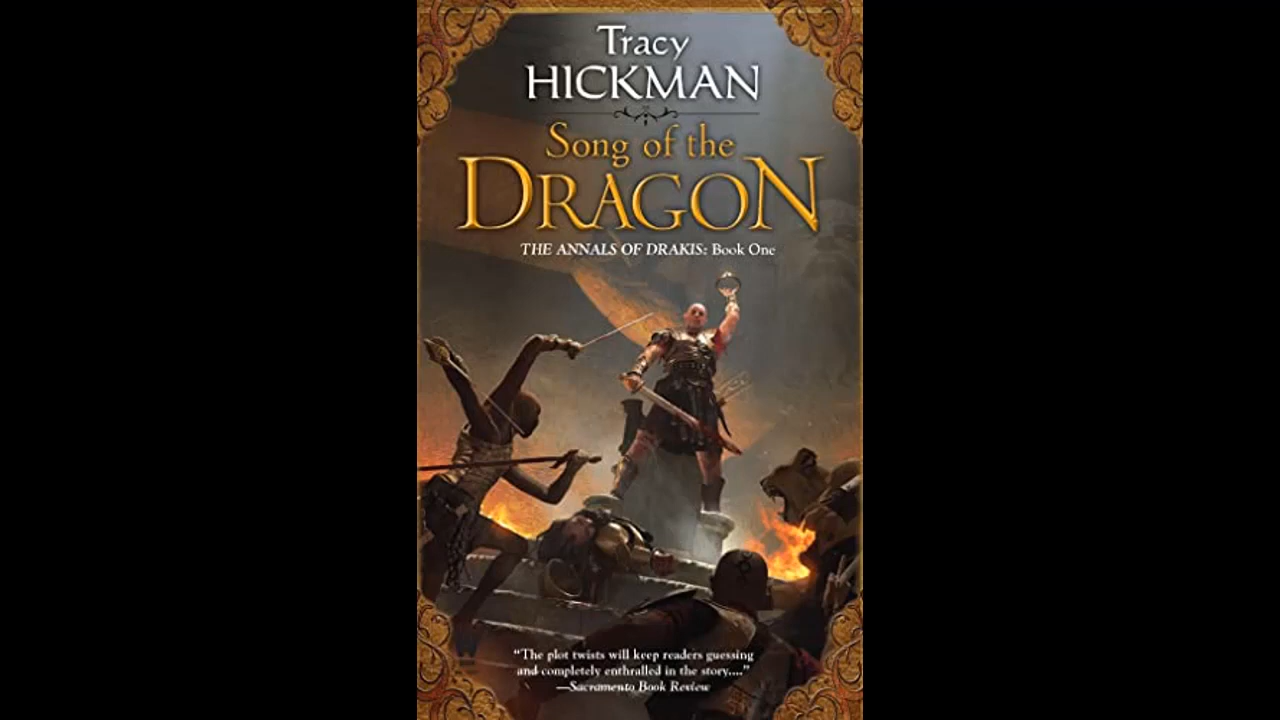 Tracy
HICKMAN
Song of the
DRAGON
THE ANNALS OF DRAKIS: Book One
“The plot twists will keep readers guessing
and completely enthralled in the story....”
—Sacramento Book Review